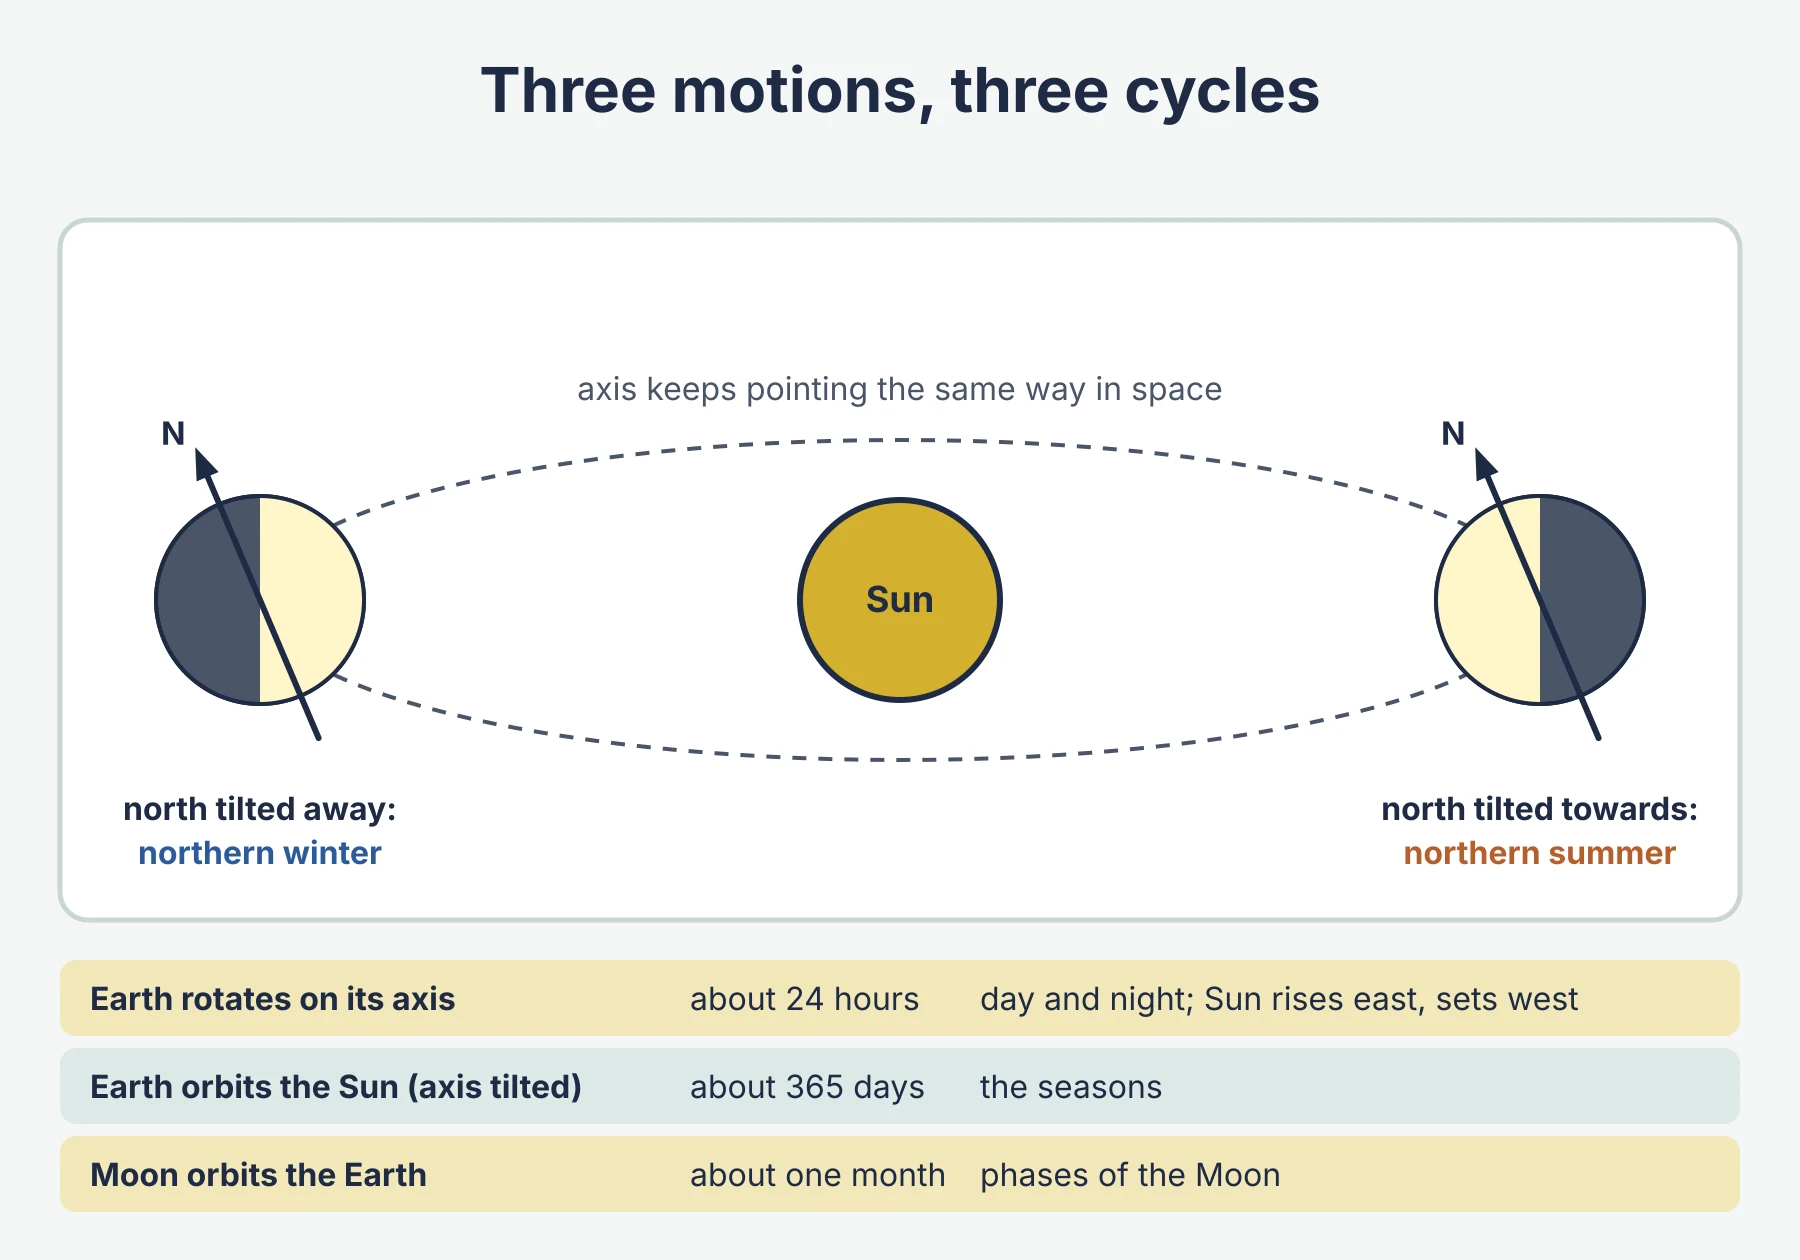 Three motions, three cycles
axis keeps pointing the same way in space
N
N
Sun
north tilted away:
northern winter
north tilted towards:
northern summer
Earth rotates on its axis about 24 hours day and night; Sun rises east, sets west
Earth orbits the Sun (axis tilted) about 365 days the seasons
Moon orbits the Earth about one month phases of the Moon